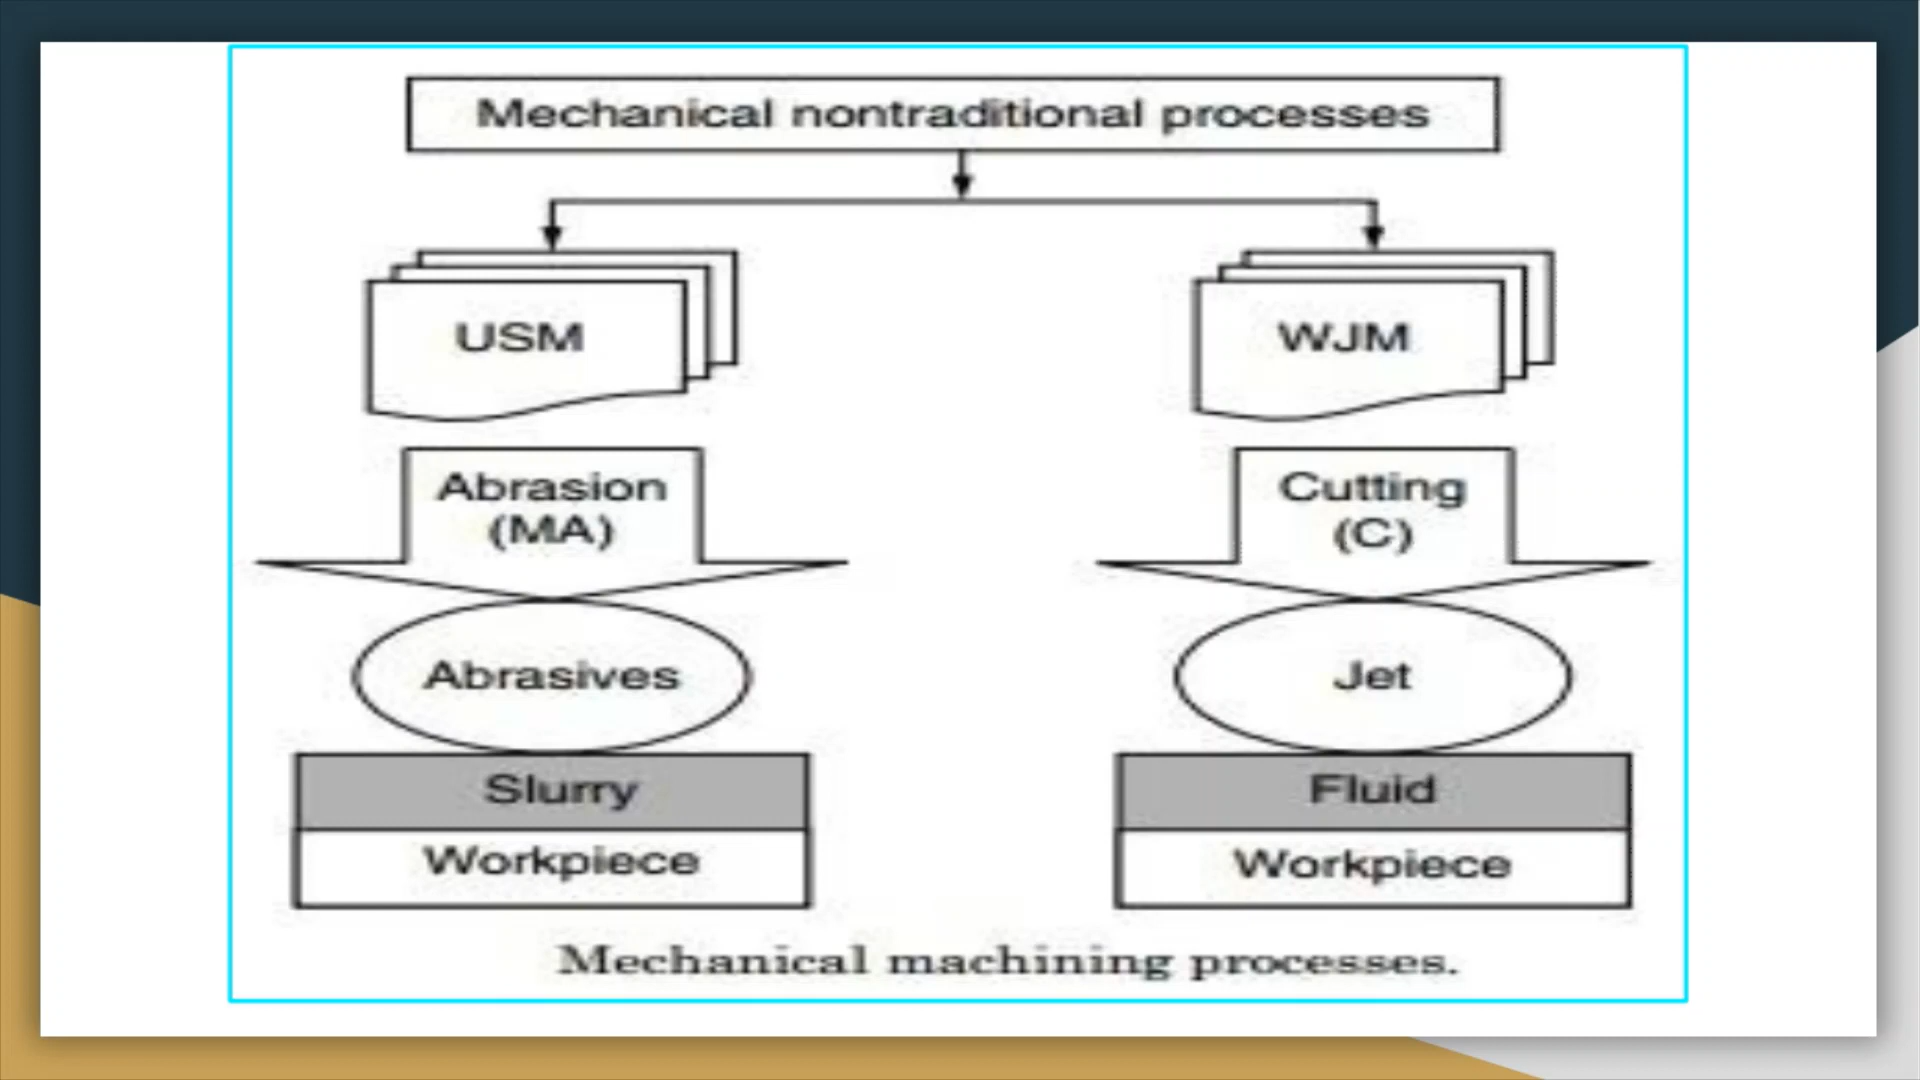 Mechanical nontraditional processes
USM
WJM
Abrasion
(MA)
Cutting
(C)
Abrasives
Jet
Slurry
Fluid
Workpiece
Workpiece
Mechanical machining processes.